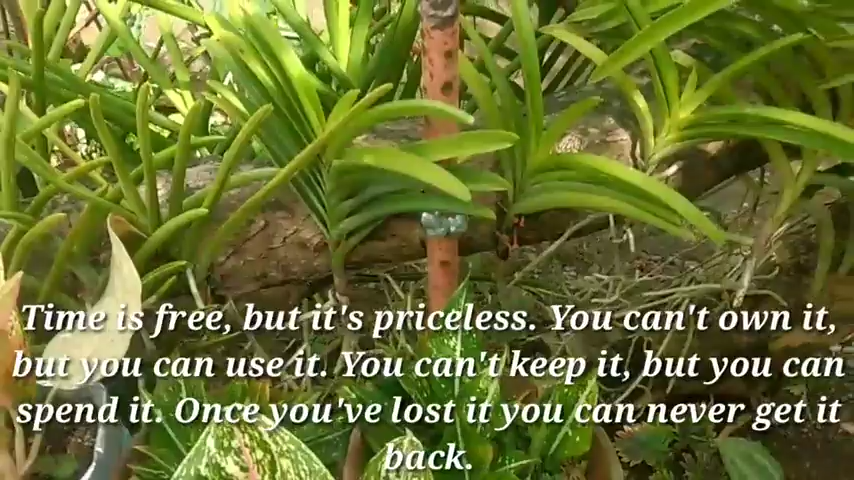 Time is free, but it's priceless. You can't own it,
but you can use it. You can't keep it, but you can
spend it. Once you've lost it you can never get it
back.